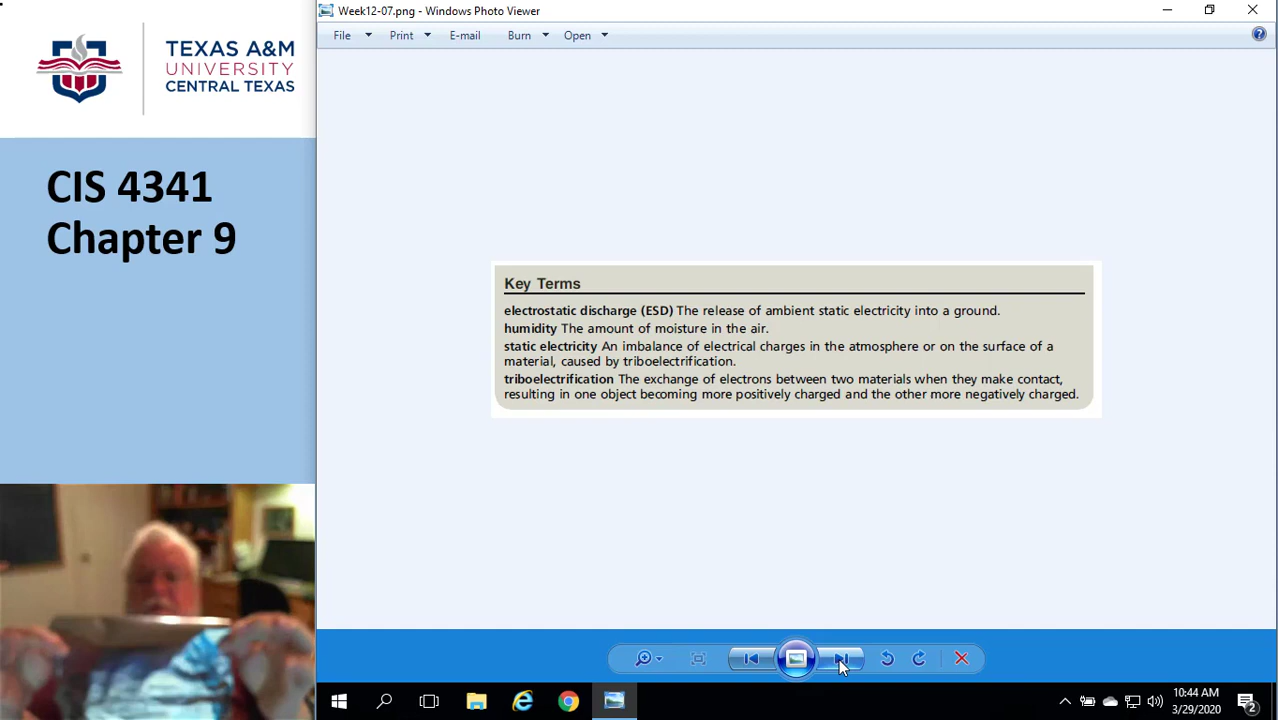 TEXAS A&M
UNIVERSITY
CENTRAL TEXAS
CIS 4341
Chapter 9
Week12-07.png - Windows Photo Viewer
File Print E-mail Burn Open
Key Terms
electrostatic discharge (ESD) The release of ambient static electricity into a ground.
humidity The amount of moisture in the air.
static electricity An imbalance of electrical charges in the atmosphere or on the surface of a
material, caused by triboelectrification.
triboelectrification The exchange of electrons between two materials when they make contact,
resulting in one object becoming more positively charged and the other more negatively charged.
10:44 AM
3/29/2020
2